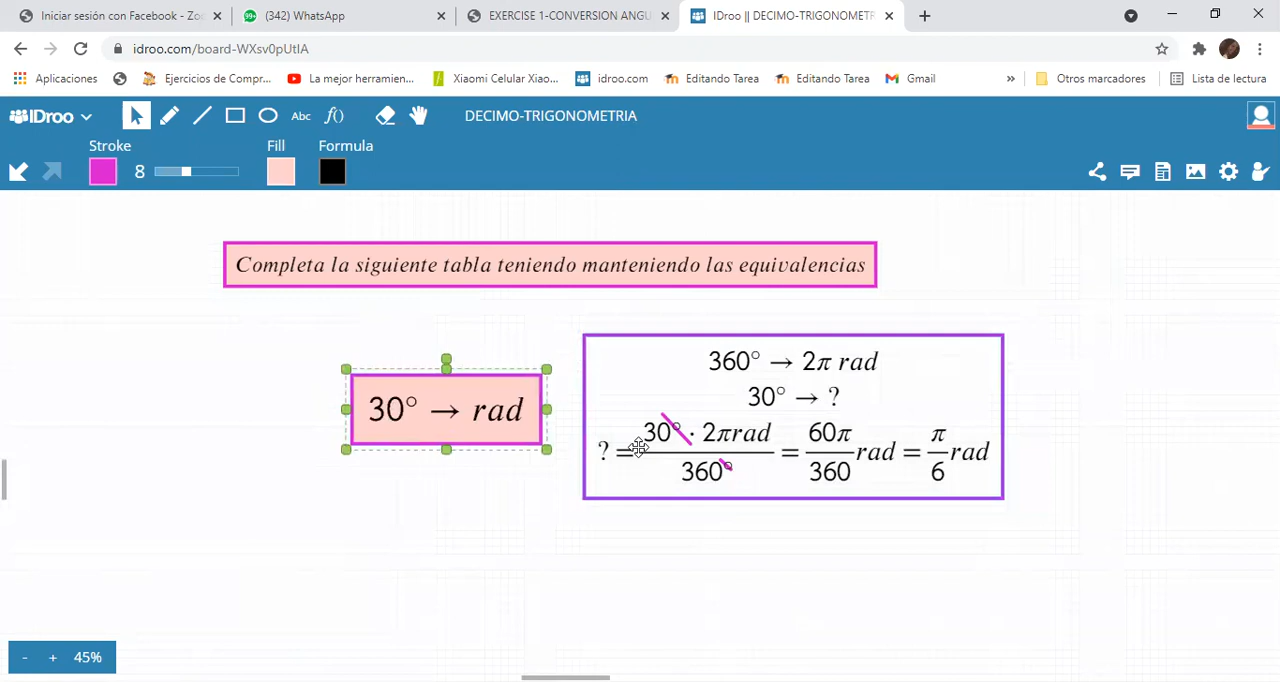 Iniciar sesión con Facebook - Zo
99+ (342) WhatsApp
EXERCISE 1-CONVERSION ANGU
IDroo || DECIMO-TRIGONOMETR
idroo.com/board-WXsv0pUtIA
Aplicaciones
Ejercicios de Compr...
La mejor herramien...
Xiaomi Celular Xiao...
idroo.com
Editando Tarea
Editando Tarea
Gmail
»
Otros marcadores
Lista de lectura
IDroo
Abc
f()
DECIMO-TRIGONOMETRIA
Stroke
8
Fill
Formula
Completa la siguiente tabla teniendo manteniendo las equivalencias
30° → rad
360° → 2π rad
30° → ?
? = 30° · 2πrad / 360° = 60π / 360 rad = π / 6 rad
- + 45%